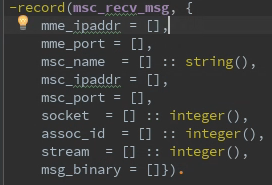 -record(msc_recv_msg, {
mme_ipaddr = [],
mme_port = [],
msc_name  = [] :: string(),
msc_ipaddr = [],
msc_port = [],
socket  = [] :: integer(),
assoc_id  = [] :: integer(),
stream  = [] :: integer(),
msg_binary = []}).